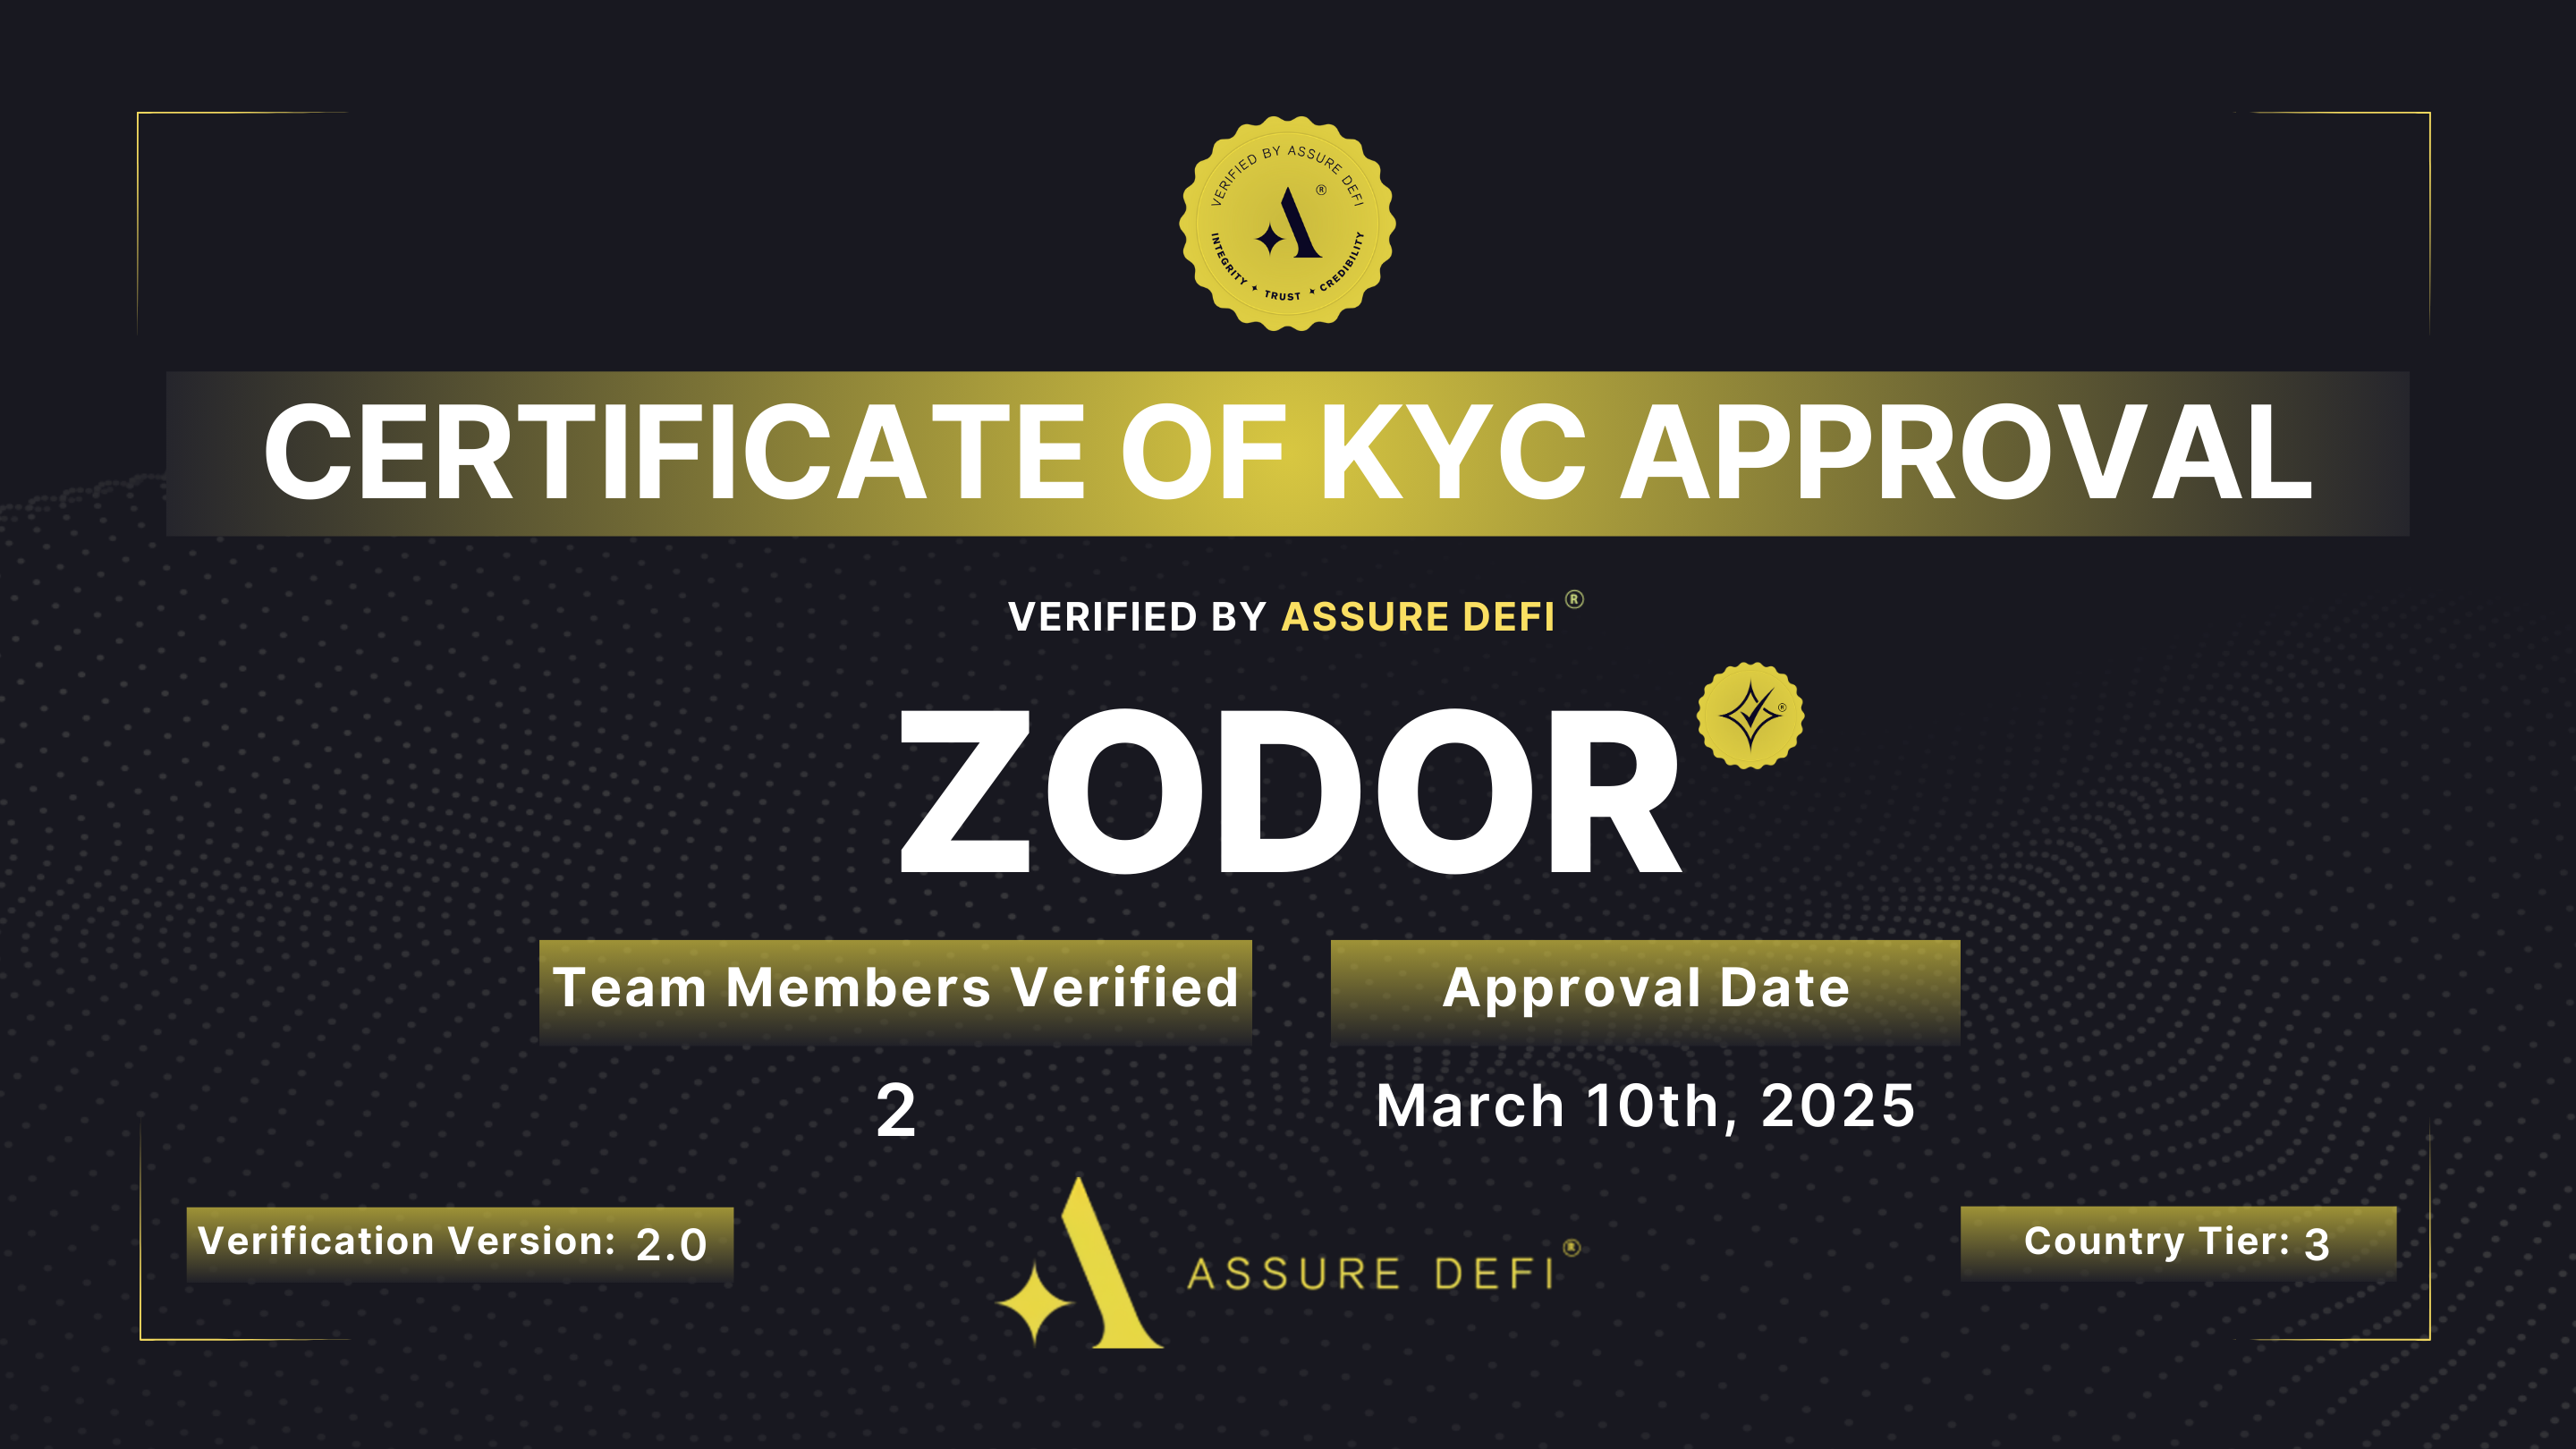 VERIFIED BY ASSURE DEFI
A ®
INTEGRITY ✦ TRUST ✦ CREDIBILITY
CERTIFICATE OF KYC APPROVAL
VERIFIED BY ASSURE DEFI ®
ZODOR
®
Team Members Verified
2
Approval Date
March 10th, 2025
Verification Version: 2.0
ASSURE DEFI ®
Country Tier: 3